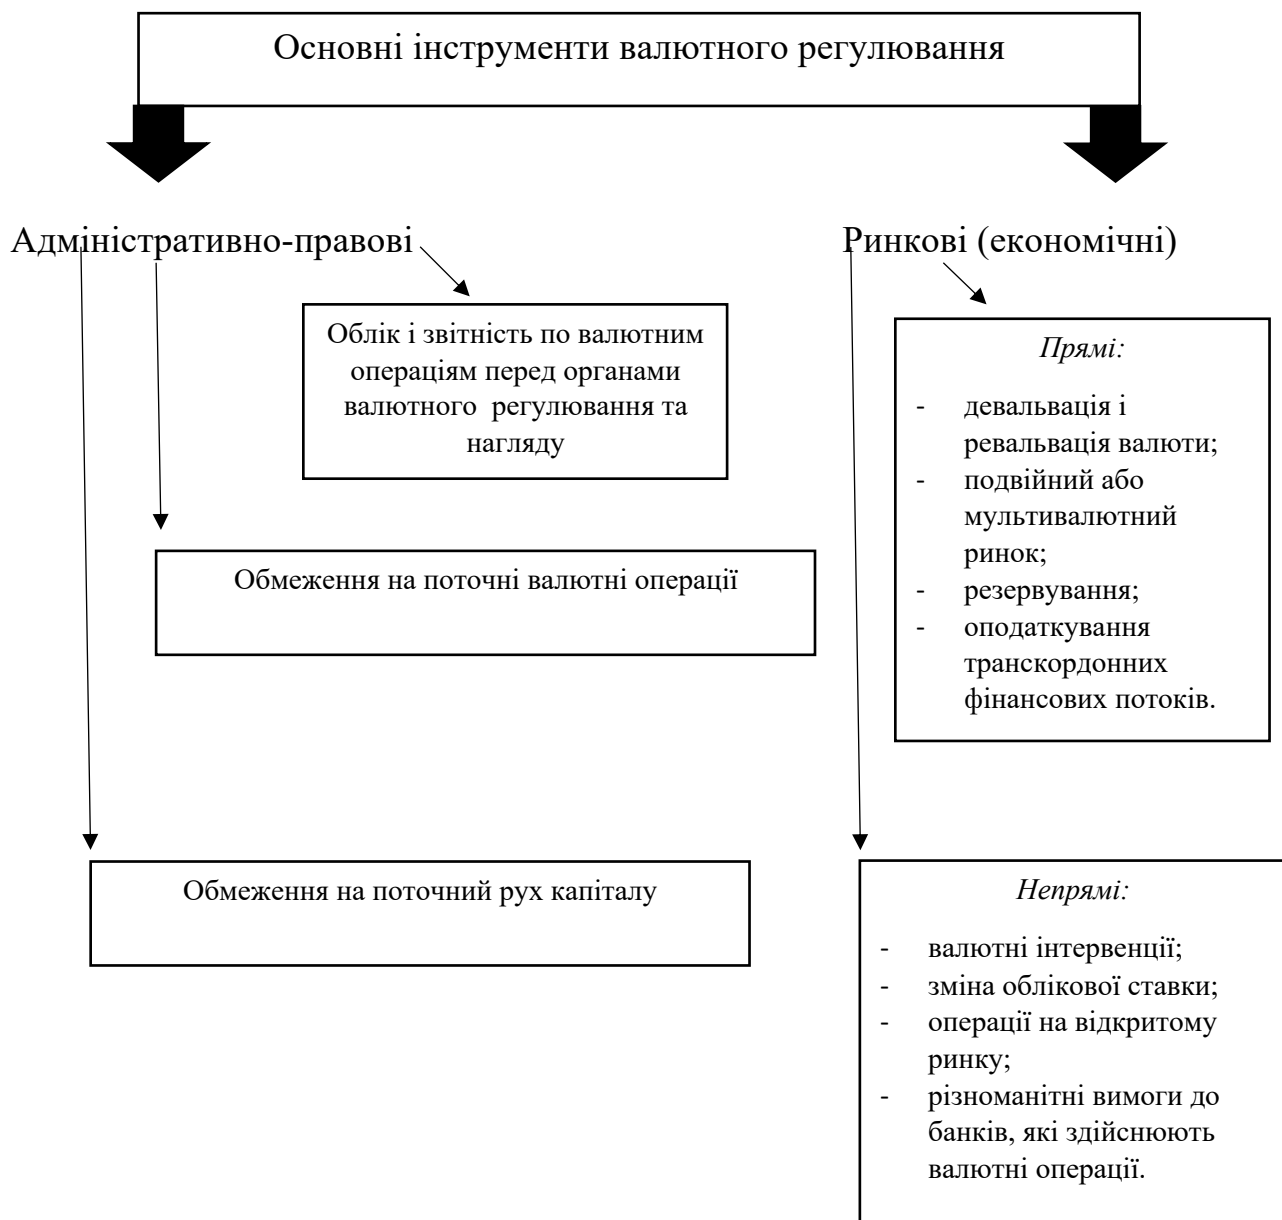 Основні інструменти валютного регулювання
Адміністративно-правові
Ринкові (економічні)
Облік і звітність по валютним
операціям перед органами
валютного регулювання та
нагляду
Прямі:
- девальвація і
ревальвація валюти;
- подвійний або
мультивалютний
ринок;
- резервування;
- оподаткування
транскордонних
фінансових потоків.
Обмеження на поточні валютні операції
Обмеження на поточний рух капіталу
Непрямі:
- валютні інтервенції;
- зміна облікової ставки;
- операції на відкритому
ринку;
- різноманітні вимоги до
банків, які здійснюють
валютні операції.